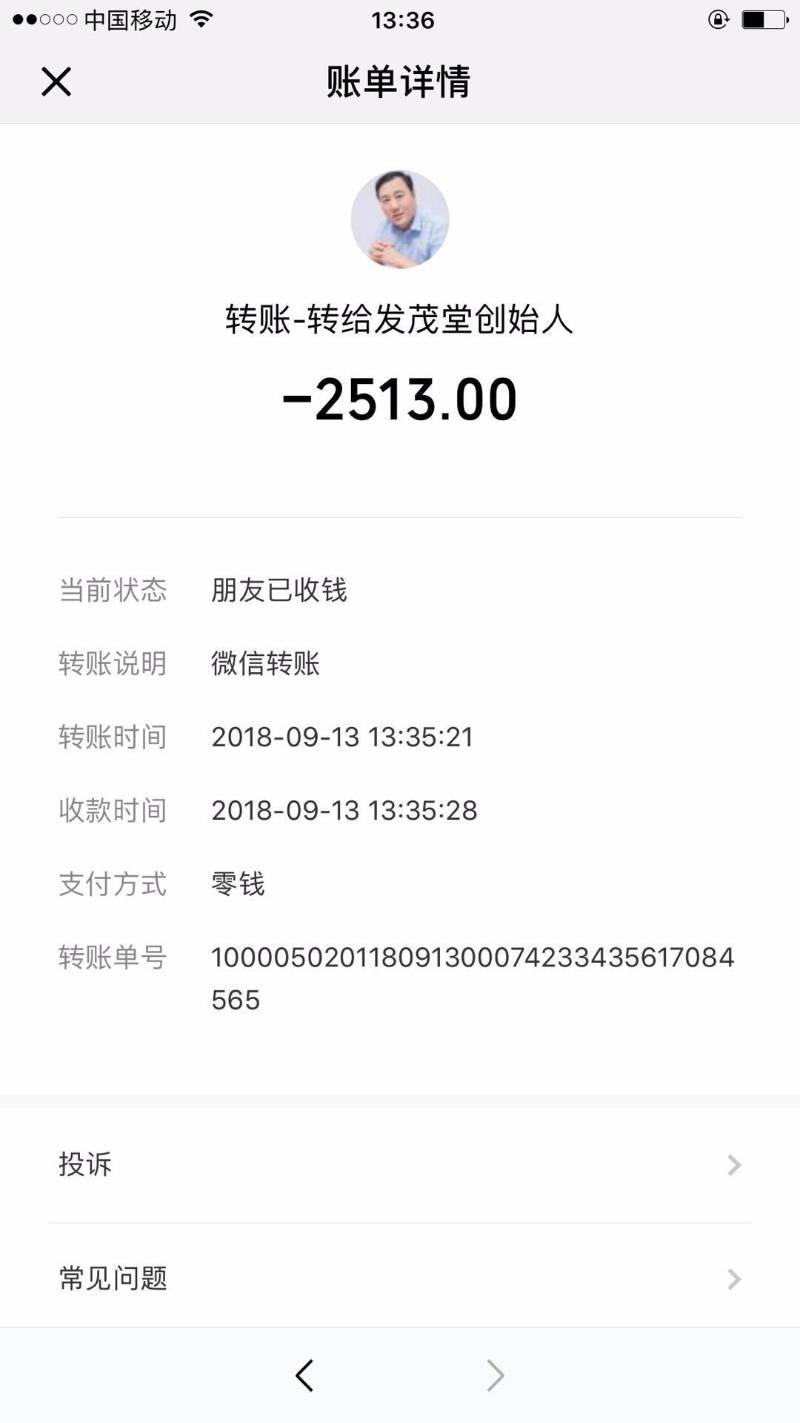 中国移动 13:36
账单详情
转账-转给发茂堂创始人
-2513.00
当前状态 朋友已收钱
转账说明 微信转账
转账时间 2018-09-13 13:35:21
收款时间 2018-09-13 13:35:28
支付方式 零钱
转账单号 100005020118091300074233435617084
565
投诉
常见问题